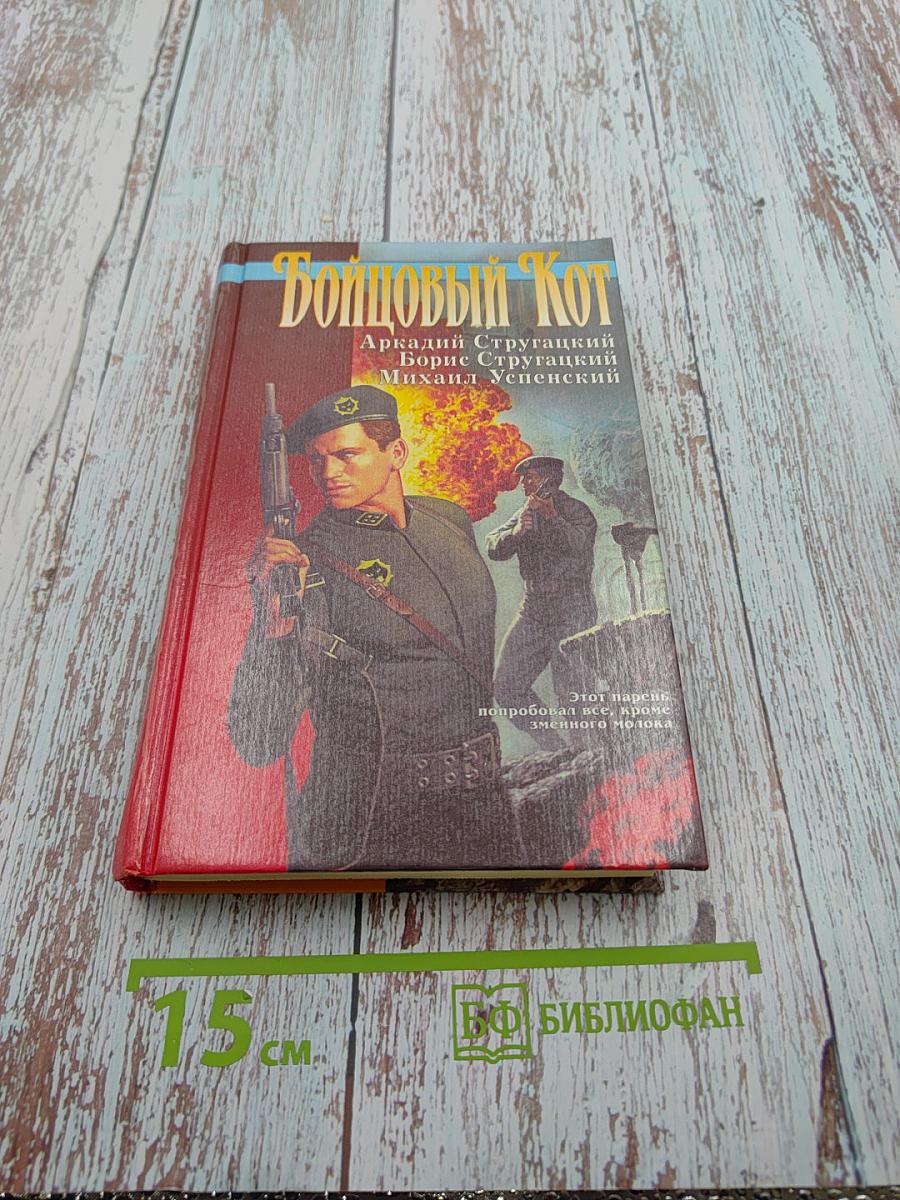 Бойцовый Кот
Аркадий Стругацкий
Борис Стругацкий
Михаил Успенский
Этот парень
попробовал все, кроме
змеиного молока
15 см
БФ БИБЛИОФАН